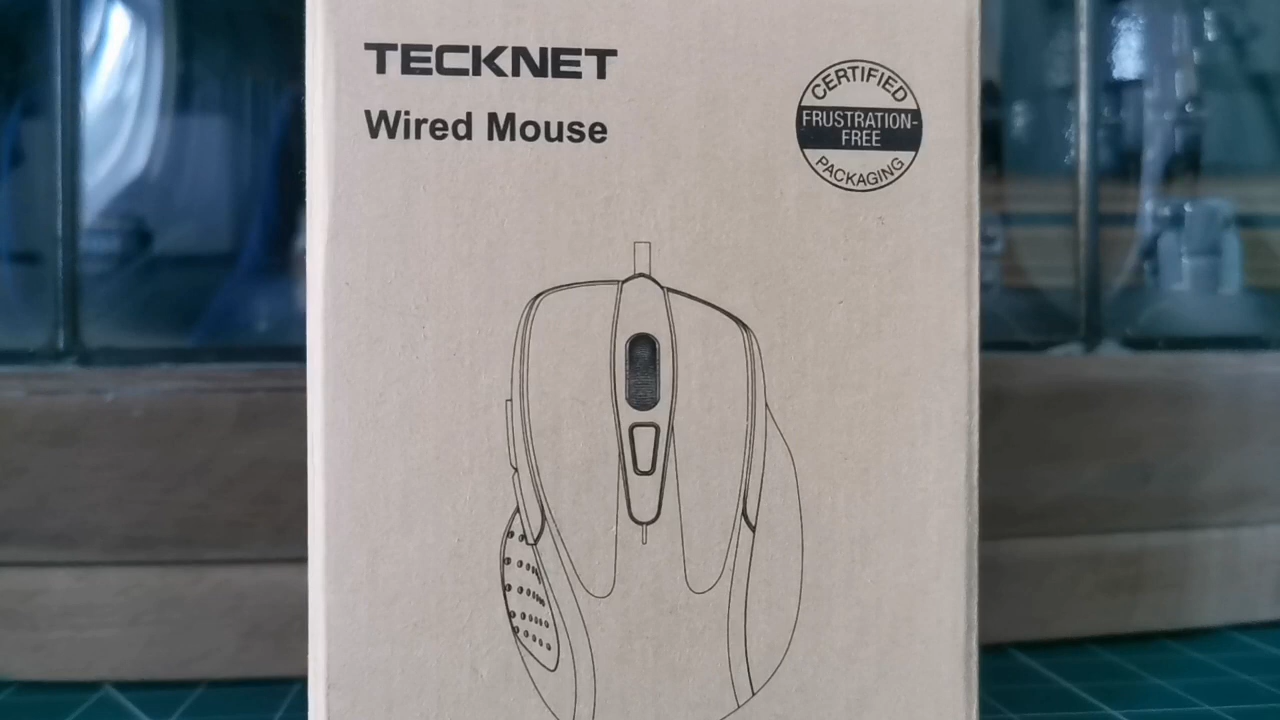 TECKNET
Wired Mouse
CERTIFIED
FRUSTRATION-
FREE
PACKAGING